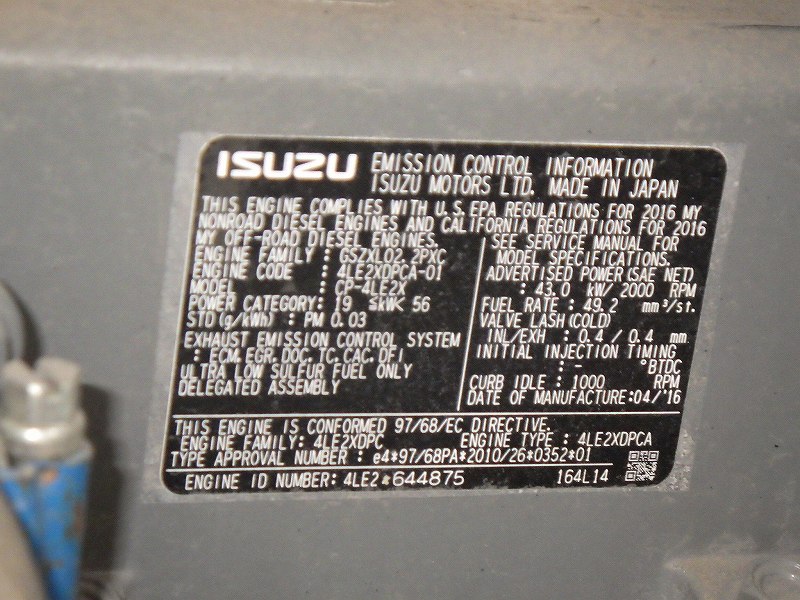 ISUZU EMISSION CONTROL INFORMATION
ISUZU MOTORS LTD. MADE IN JAPAN
THIS ENGINE COMPLIES WITH U.S.EPA REGULATIONS FOR 2016 MY
NONROAD DIESEL ENGINES AND CALIFORNIA REGULATIONS FOR 2016
MY OFF-ROAD DIESEL ENGINES.
ENGINE FAMILY : GSZXL02.2PXC
ENGINE CODE : 4LE2XDPCA-01
MODEL : CP-4LE2X
POWER CATEGORY: 19 ≤kW< 56
STD (g/kWh) : PM 0.03
EXHAUST EMISSION CONTROL SYSTEM
: ECM, EGR, DOC, TC, CAC, DFI
ULTRA LOW SULFUR FUEL ONLY
DELEGATED ASSEMBLY
SEE SERVICE MANUAL FOR
MODEL SPECIFICATIONS.
ADVERTISED POWER (SAE NET)
: 43.0 kW/ 2000 RPM
FUEL RATE : 49.2 mm³/st.
VALVE LASH (COLD)
INL/EXH : 0.4 / 0.4 mm
INITIAL INJECTION TIMING
: - °BTDC
CURB IDLE : 1000 RPM
DATE OF MANUFACTURE:04/'16
THIS ENGINE IS CONFORMED 97/68/EC DIRECTIVE.
ENGINE FAMILY: 4LE2XDPC ENGINE TYPE : 4LE2XDPCA
TYPE APPROVAL NUMBER : e4*97/68PA*2010/26*0352*01
ENGINE ID NUMBER: 4LE2*644875 164L14